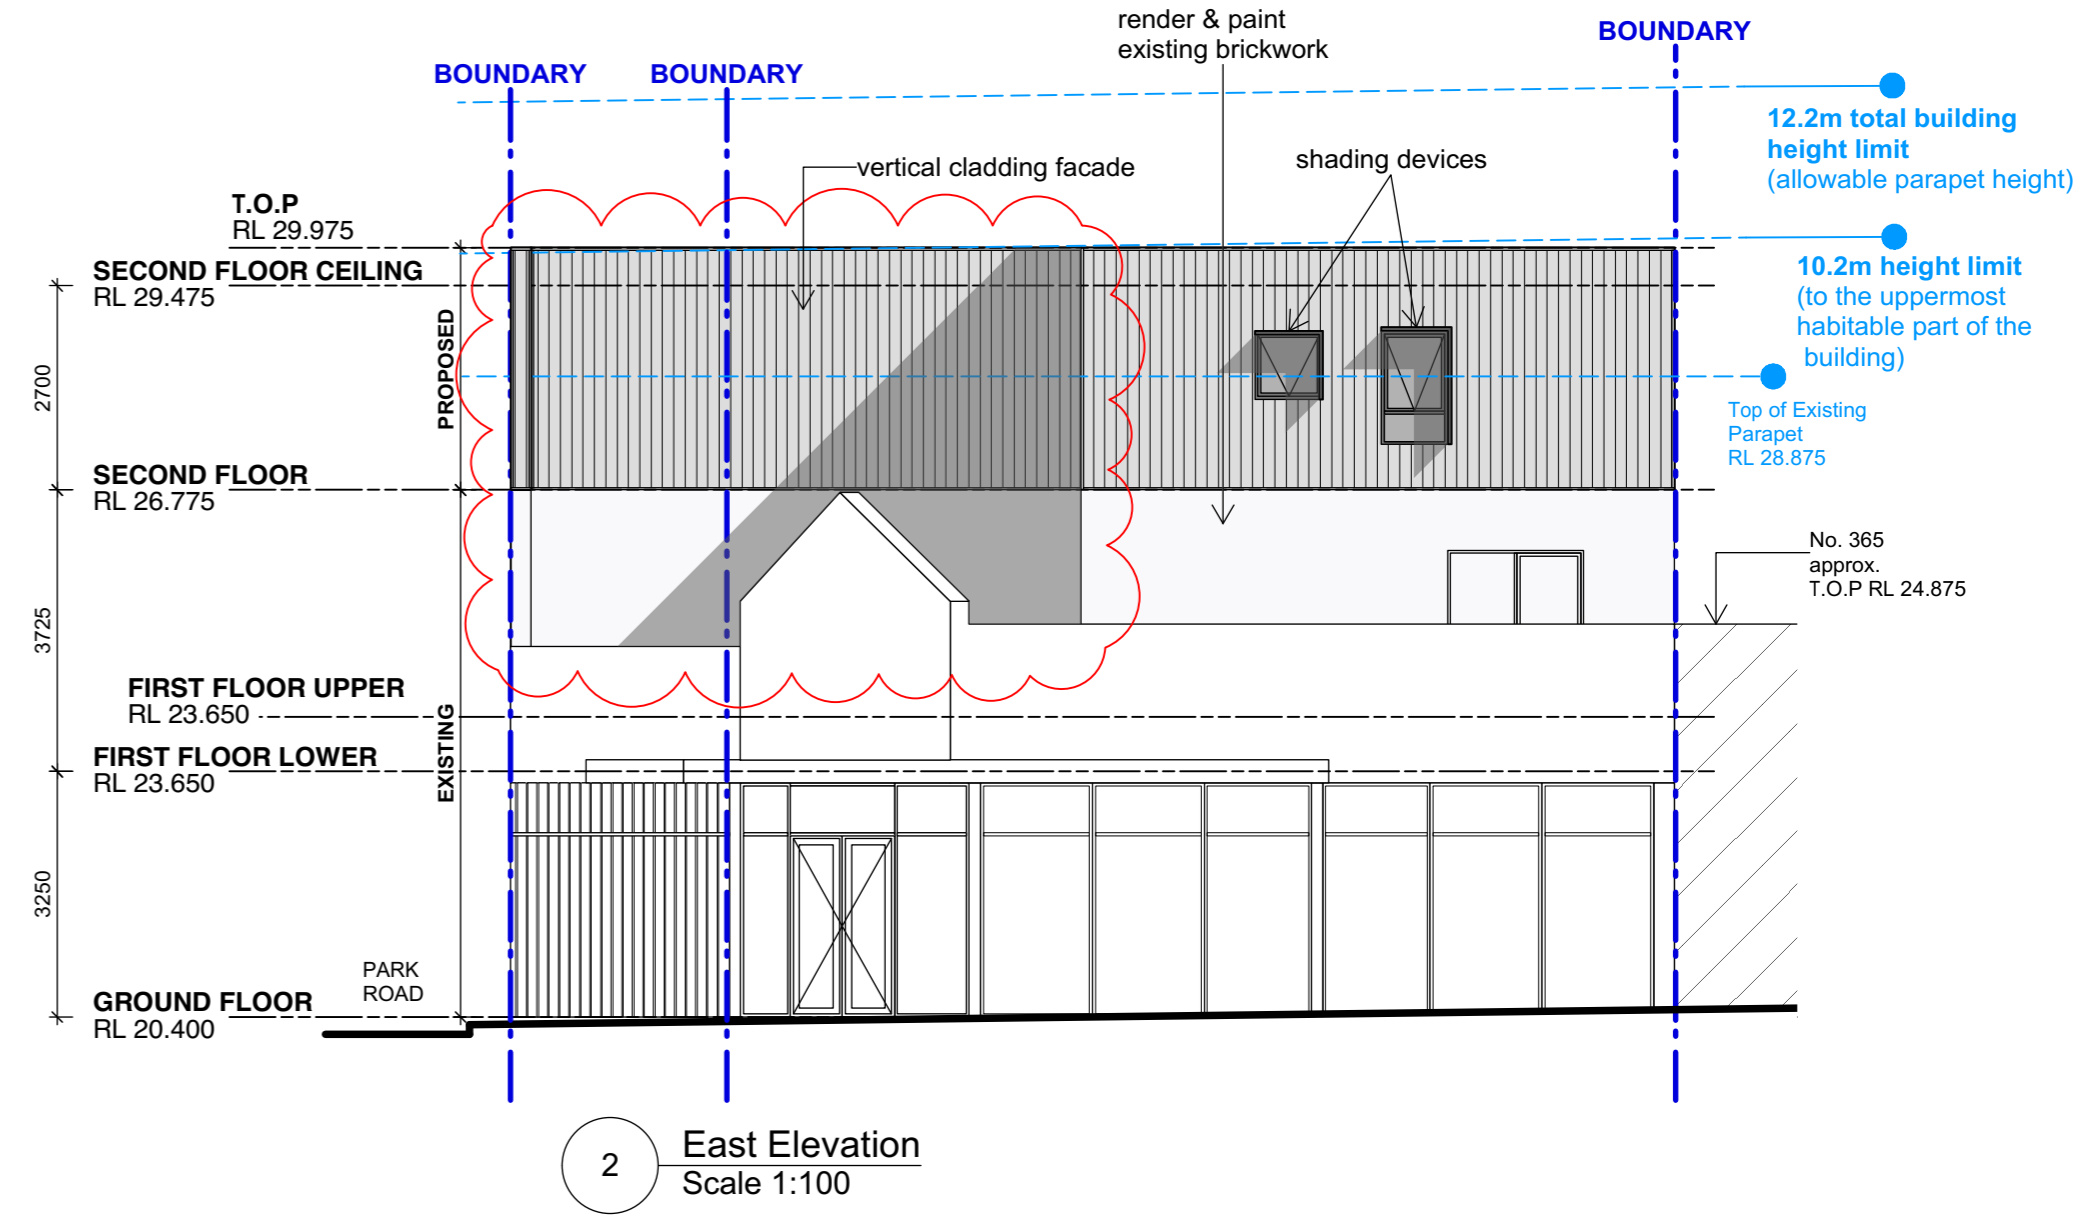 render & paint
existing brickwork
BOUNDARY
BOUNDARY
BOUNDARY
12.2m total building
height limit
(allowable parapet height)
vertical cladding facade
shading devices
T.O.P
RL 29.975
SECOND FLOOR CEILING
RL 29.475
10.2m height limit
(to the uppermost
habitable part of the
building)
2700
PROPOSED
Top of Existing
Parapet
RL 28.875
SECOND FLOOR
RL 26.775
No. 365
approx.
T.O.P RL 24.875
3725
FIRST FLOOR UPPER
RL 23.650
EXISTING
FIRST FLOOR LOWER
RL 23.650
3250
PARK
ROAD
GROUND FLOOR
RL 20.400
2
East Elevation
Scale 1:100